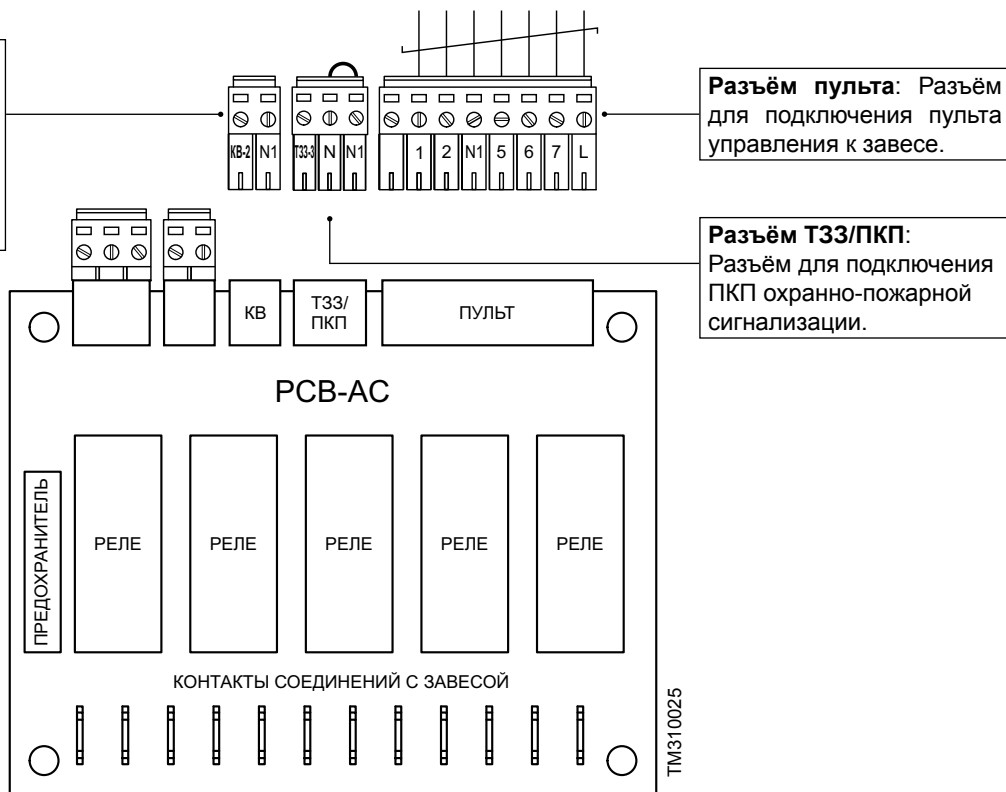 Разъём пульта: Разъём
для подключения пульта
управления к завесе.
КВ-2 N1 ТЗЗ-3 N N1 1 2 N1 5 6 7 L
Разъём ТЗЗ/ПКП:
Разъём для подключения
ПКП охранно-пожарной
сигнализации.
КВ
ТЗЗ/
ПКП
ПУЛЬТ
PCB-AC
ПРЕДОХРАНИТЕЛЬ
РЕЛЕ РЕЛЕ РЕЛЕ РЕЛЕ РЕЛЕ
КОНТАКТЫ СОЕДИНЕНИЙ С ЗАВЕСОЙ
TM310025